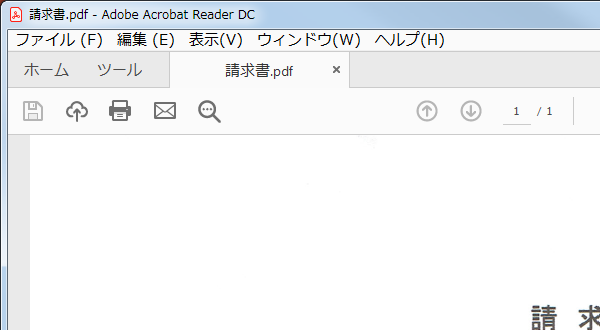 請求書.pdf - Adobe Acrobat Reader DC
ファイル (F) 編集 (E) 表示(V) ウィンドウ(W) ヘルプ(H)
ホーム ツール 請求書.pdf ×
1 / 1
請 求